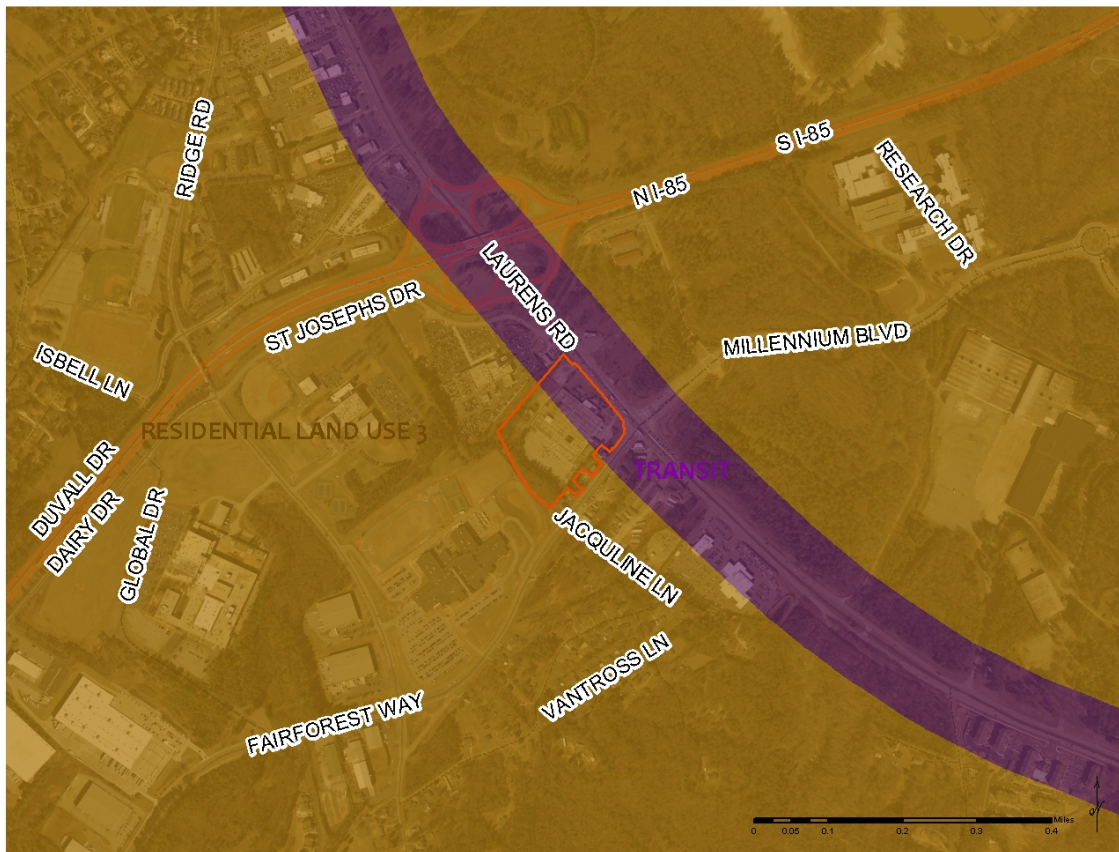 RIDGE RD
S I-85
N I-85
RESEARCH DR
LAURENS RD
ST JOSEPHS DR
MILLENNIUM BLVD
ISBELL LN
RESIDENTIAL LAND USE 3
TRANSIT
DUVALL DR
DAIRY DR
GLOBAL DR
JACQULINE LN
VANTROSS LN
FAIRFOREST WAY
Miles
0 0.05 0.1 0.2 0.3 0.4
N